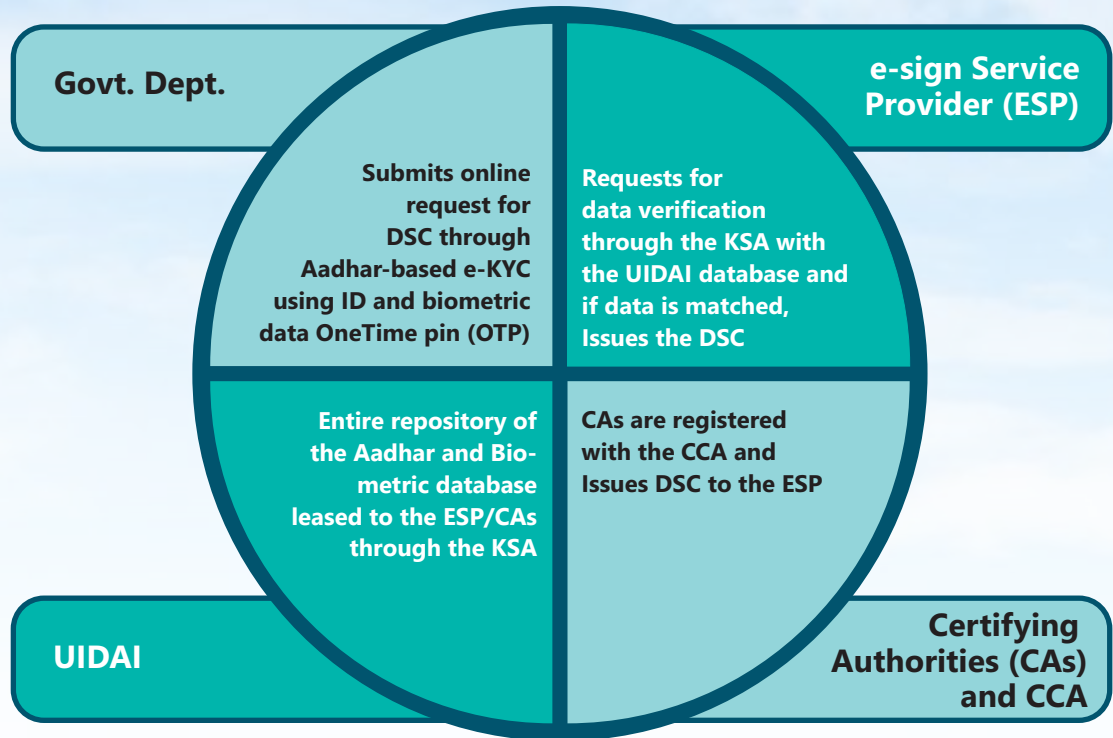 Govt. Dept.
Submits online
request for
DSC through
Aadhar-based e-KYC
using ID and biometric
data OneTime pin (OTP)
e-sign Service
Provider (ESP)
Requests for
data verification
through the KSA with
the UIDAI database and
if data is matched,
Issues the DSC
Entire repository of
the Aadhar and Bio-
metric database
leased to the ESP/CAs
through the KSA
UIDAI
CAs are registered
with the CCA and
Issues DSC to the ESP
Certifying
Authorities (CAs)
and CCA